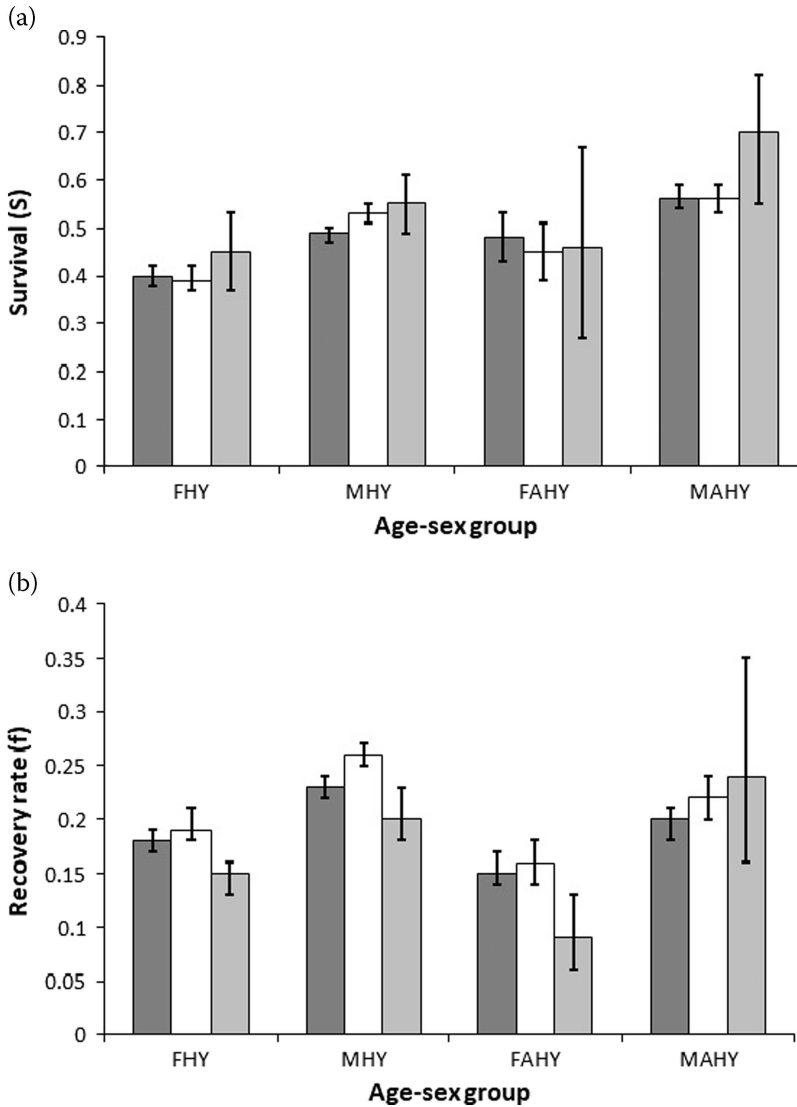 (a)
0.9
0.8
0.7
0.6
0.5
0.4
0.3
0.2
0.1
0
Survival (S)
FHY MHY FAHY MAHY
Age-sex group
(b)
0.4
0.35
0.3
0.25
0.2
0.15
0.1
0.05
0
Recovery rate (f)
FHY MHY FAHY MAHY
Age-sex group